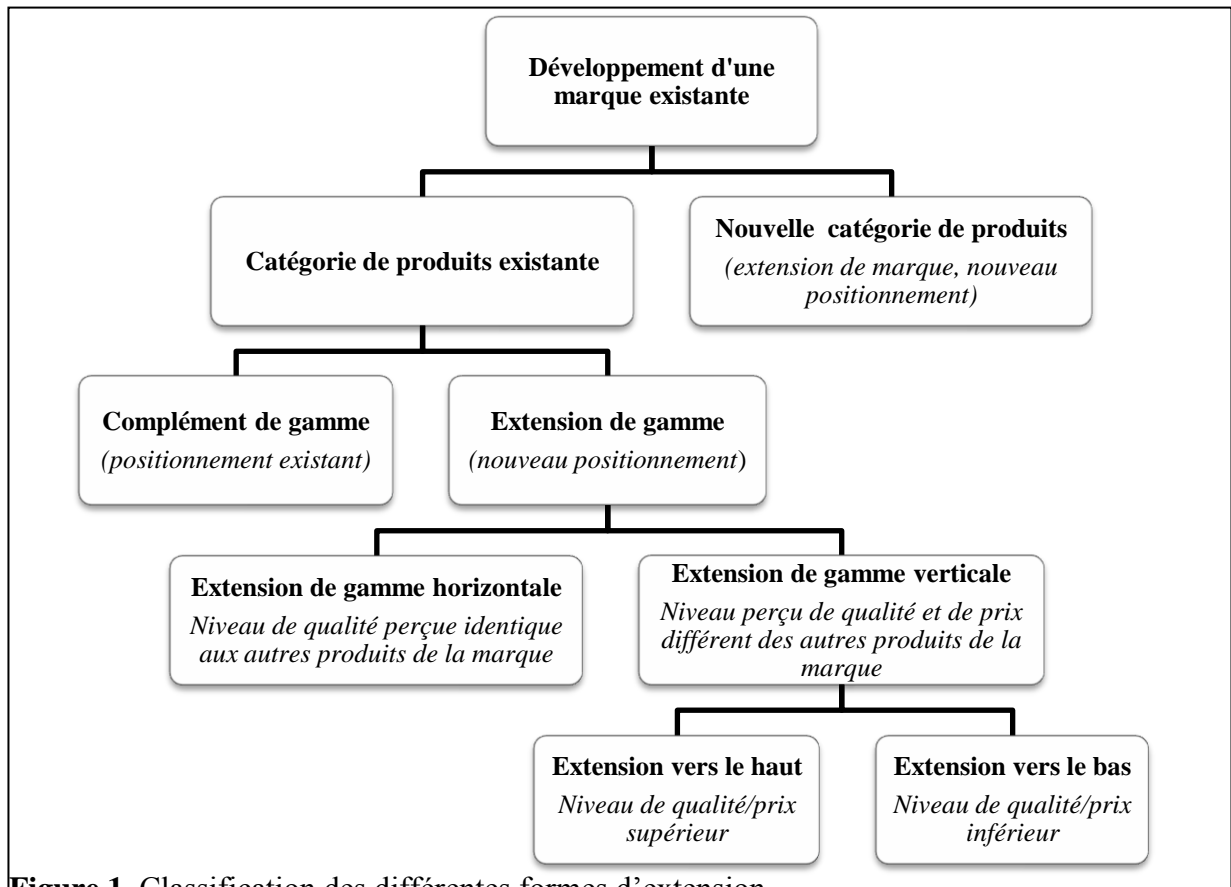 Développement d'une
marque existante
Catégorie de produits existante
Nouvelle catégorie de produits
(extension de marque, nouveau
positionnement)
Complément de gamme
(positionnement existant)
Extension de gamme
(nouveau positionnement)
Extension de gamme horizontale
Niveau de qualité perçue identique
aux autres produits de la marque
Extension de gamme verticale
Niveau perçu de qualité et de prix
différent des autres produits de la
marque
Extension vers le haut
Niveau de qualité/prix
supérieur
Extension vers le bas
Niveau de qualité/prix
inférieur
Figure 1. Classification des différentes formes d’extension